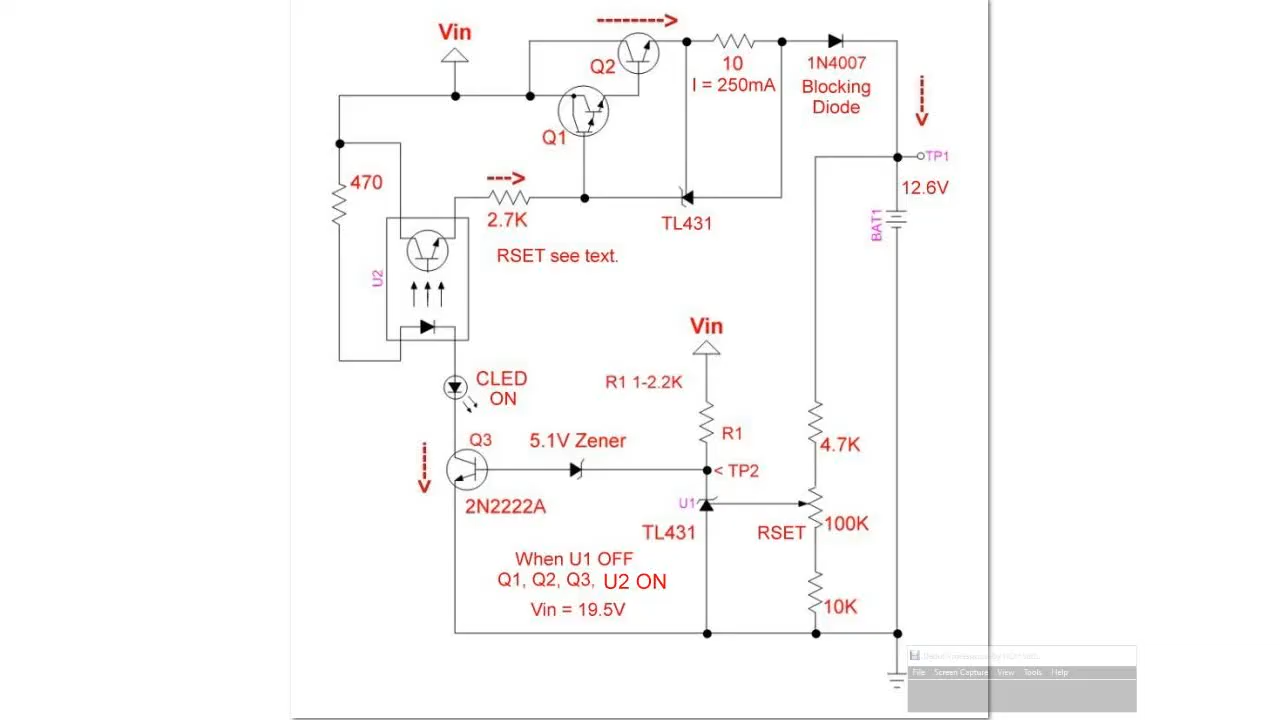 Vin
Q2
10
I = 250mA
1N4007
Blocking
Diode
Q1
TP1
12.6V
470
2.7K
TL431
BAT1
RSET see text.
U2
Vin
CLED
ON
R1 1-2.2K
R1
Q3
5.1V Zener
4.7K
< TP2
2N2222A
U1
TL431
RSET
100K
When U1 OFF
Q1, Q2, Q3, U2 ON
Vin = 19.5V
10K
File Screen Capture View Tools Help